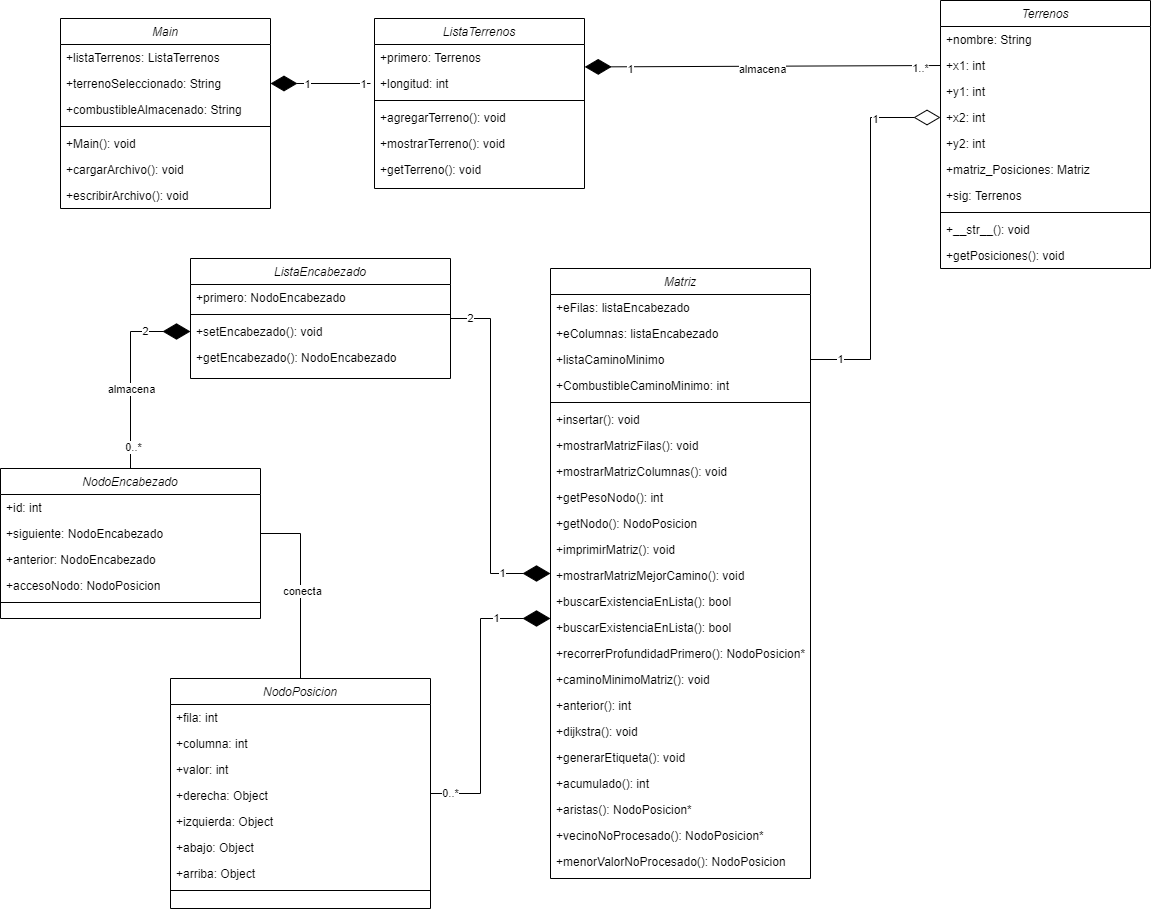 Main
+listaTerrenos: ListaTerrenos
+terrenoSeleccionado: String
+combustibleAlmacenado: String
+Main(): void
+cargarArchivo(): void
+escribirArchivo(): void
1
1
ListaTerrenos
+primero: Terrenos
+longitud: int
+agregarTerreno(): void
+mostrarTerreno(): void
+getTerreno(): void
1
almacena
1..*
Terrenos
+nombre: String
+x1: int
+y1: int
+x2: int
+y2: int
+matriz_Posiciones: Matriz
+sig: Terrenos
+__str__(): void
+getPosiciones(): void
1
1
ListaEncabezado
+primero: NodoEncabezado
+setEncabezado(): void
+getEncabezado(): NodoEncabezado
2
almacena
0..*
2
1
NodoEncabezado
+id: int
+siguiente: NodoEncabezado
+anterior: NodoEncabezado
+accesoNodo: NodoPosicion
conecta
NodoPosicion
+fila: int
+columna: int
+valor: int
+derecha: Object
+izquierda: Object
+abajo: Object
+arriba: Object
0..*
1
Matriz
+eFilas: listaEncabezado
+eColumnas: listaEncabezado
+listaCaminoMinimo
+CombustibleCaminoMinimo: int
+insertar(): void
+mostrarMatrizFilas(): void
+mostrarMatrizColumnas(): void
+getPesoNodo(): int
+getNodo(): NodoPosicion
+imprimirMatriz(): void
+mostrarMatrizMejorCamino(): void
+buscarExistenciaEnLista(): bool
+buscarExistenciaEnLista(): bool
+recorrerProfundidadPrimero(): NodoPosicion*
+caminoMinimoMatriz(): void
+anterior(): int
+dijkstra(): void
+generarEtiqueta(): void
+acumulado(): int
+aristas(): NodoPosicion*
+vecinoNoProcesado(): NodoPosicion*
+menorValorNoProcesado(): NodoPosicion